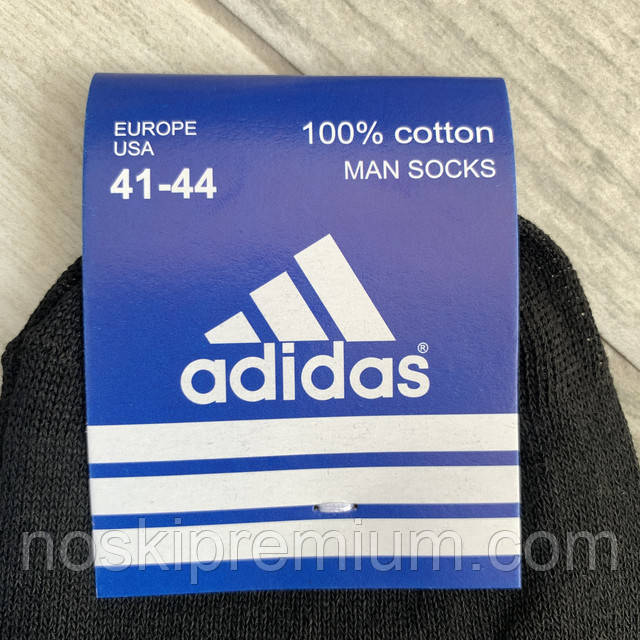 EUROPE
USA
41-44
100% cotton
MAN SOCKS
adidas®
noskipremium.com